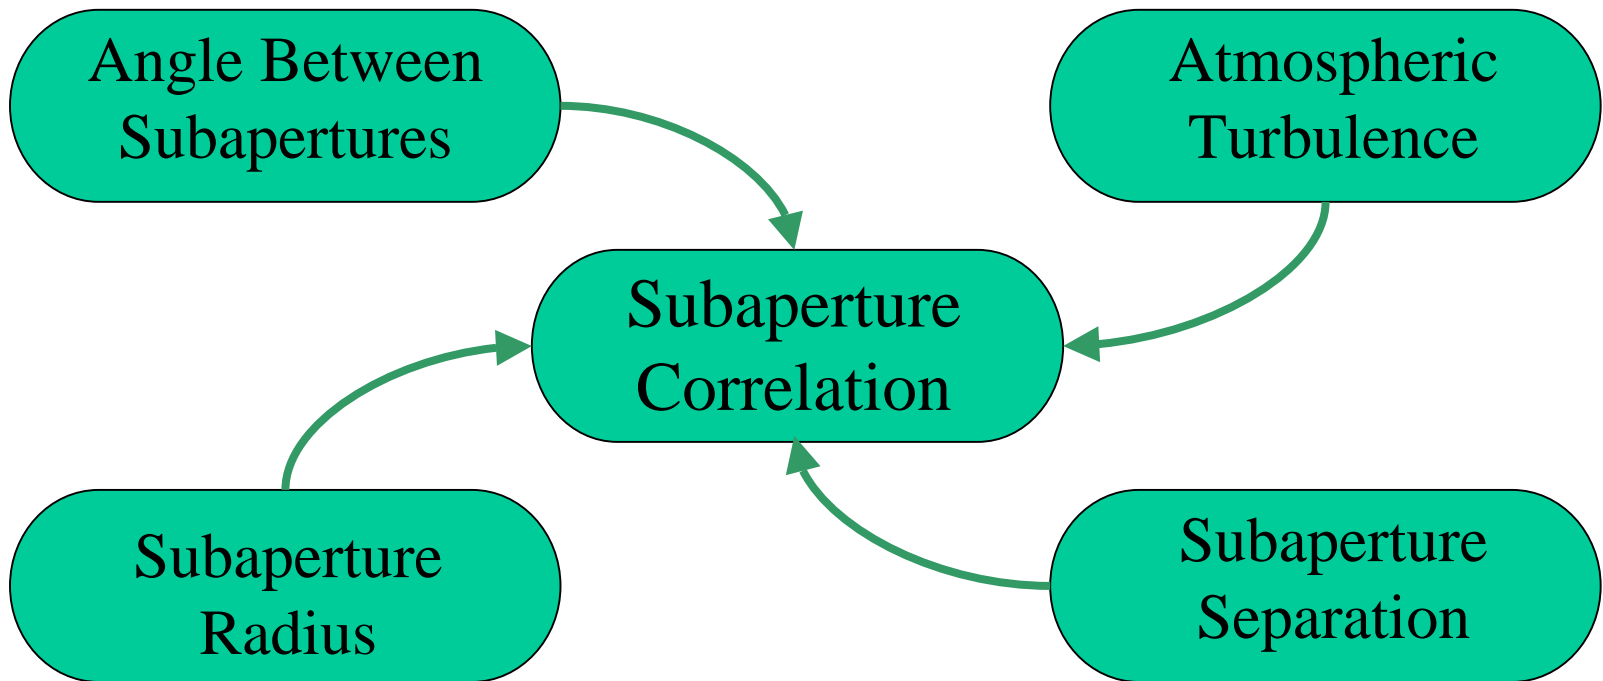 Angle Between
Subapertures
Atmospheric
Turbulence
Subaperture
Correlation
Subaperture
Radius
Subaperture
Separation